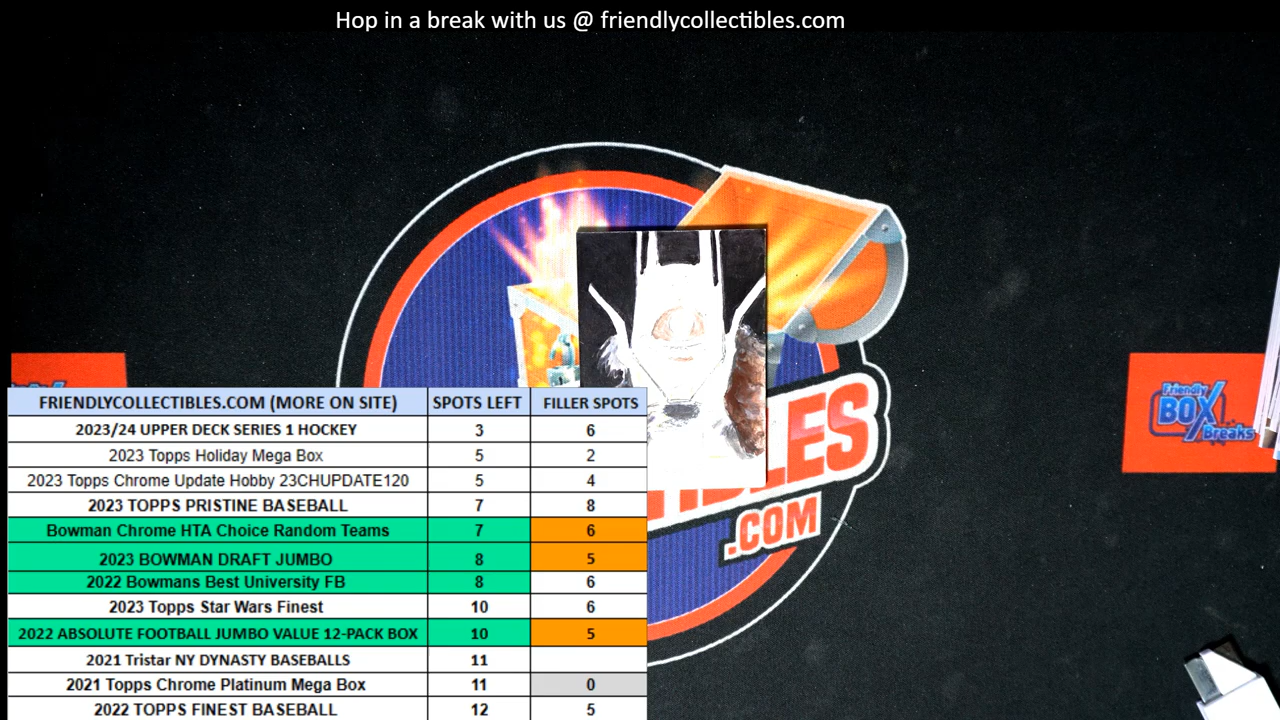 Hop in a break with us @ friendlycollectibles.com
FRIENDLYCOLLECTIBLES.COM (MORE ON SITE) SPOTS LEFT FILLER SPOTS
2023/24 UPPER DECK SERIES 1 HOCKEY 3 6
2023 Topps Holiday Mega Box 5 2
2023 Topps Chrome Update Hobby 23CHUPDATE120 5 4
2023 TOPPS PRISTINE BASEBALL 7 8
Bowman Chrome HTA Choice Random Teams 7 6
2023 BOWMAN DRAFT JUMBO 8 5
2022 Bowmans Best University FB 8 6
2023 Topps Star Wars Finest 10 6
2022 ABSOLUTE FOOTBALL JUMBO VALUE 12-PACK BOX 10 5
2021 Tristar NY DYNASTY BASEBALLS 11
2021 Topps Chrome Platinum Mega Box 11 0
2022 TOPPS FINEST BASEBALL 12 5
LES
.COM
Friendly
BOX
Breaks